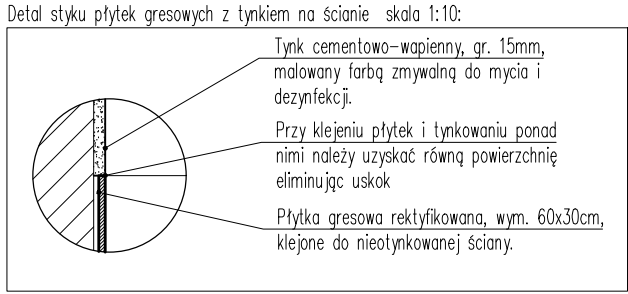 Detal styku płytek gresowych z tynkiem na ścianie skala 1:10:
Tynk cementowo-wapienny, gr. 15mm,
malowany farbą zmywalną do mycia i
dezynfekcji.
Przy klejeniu płytek i tynkowaniu ponad
nimi należy uzyskać równą powierzchnię
eliminując uskok
Płytka gresowa rektyfikowana, wym. 60x30cm,
klejone do nieotynkowanej ściany.